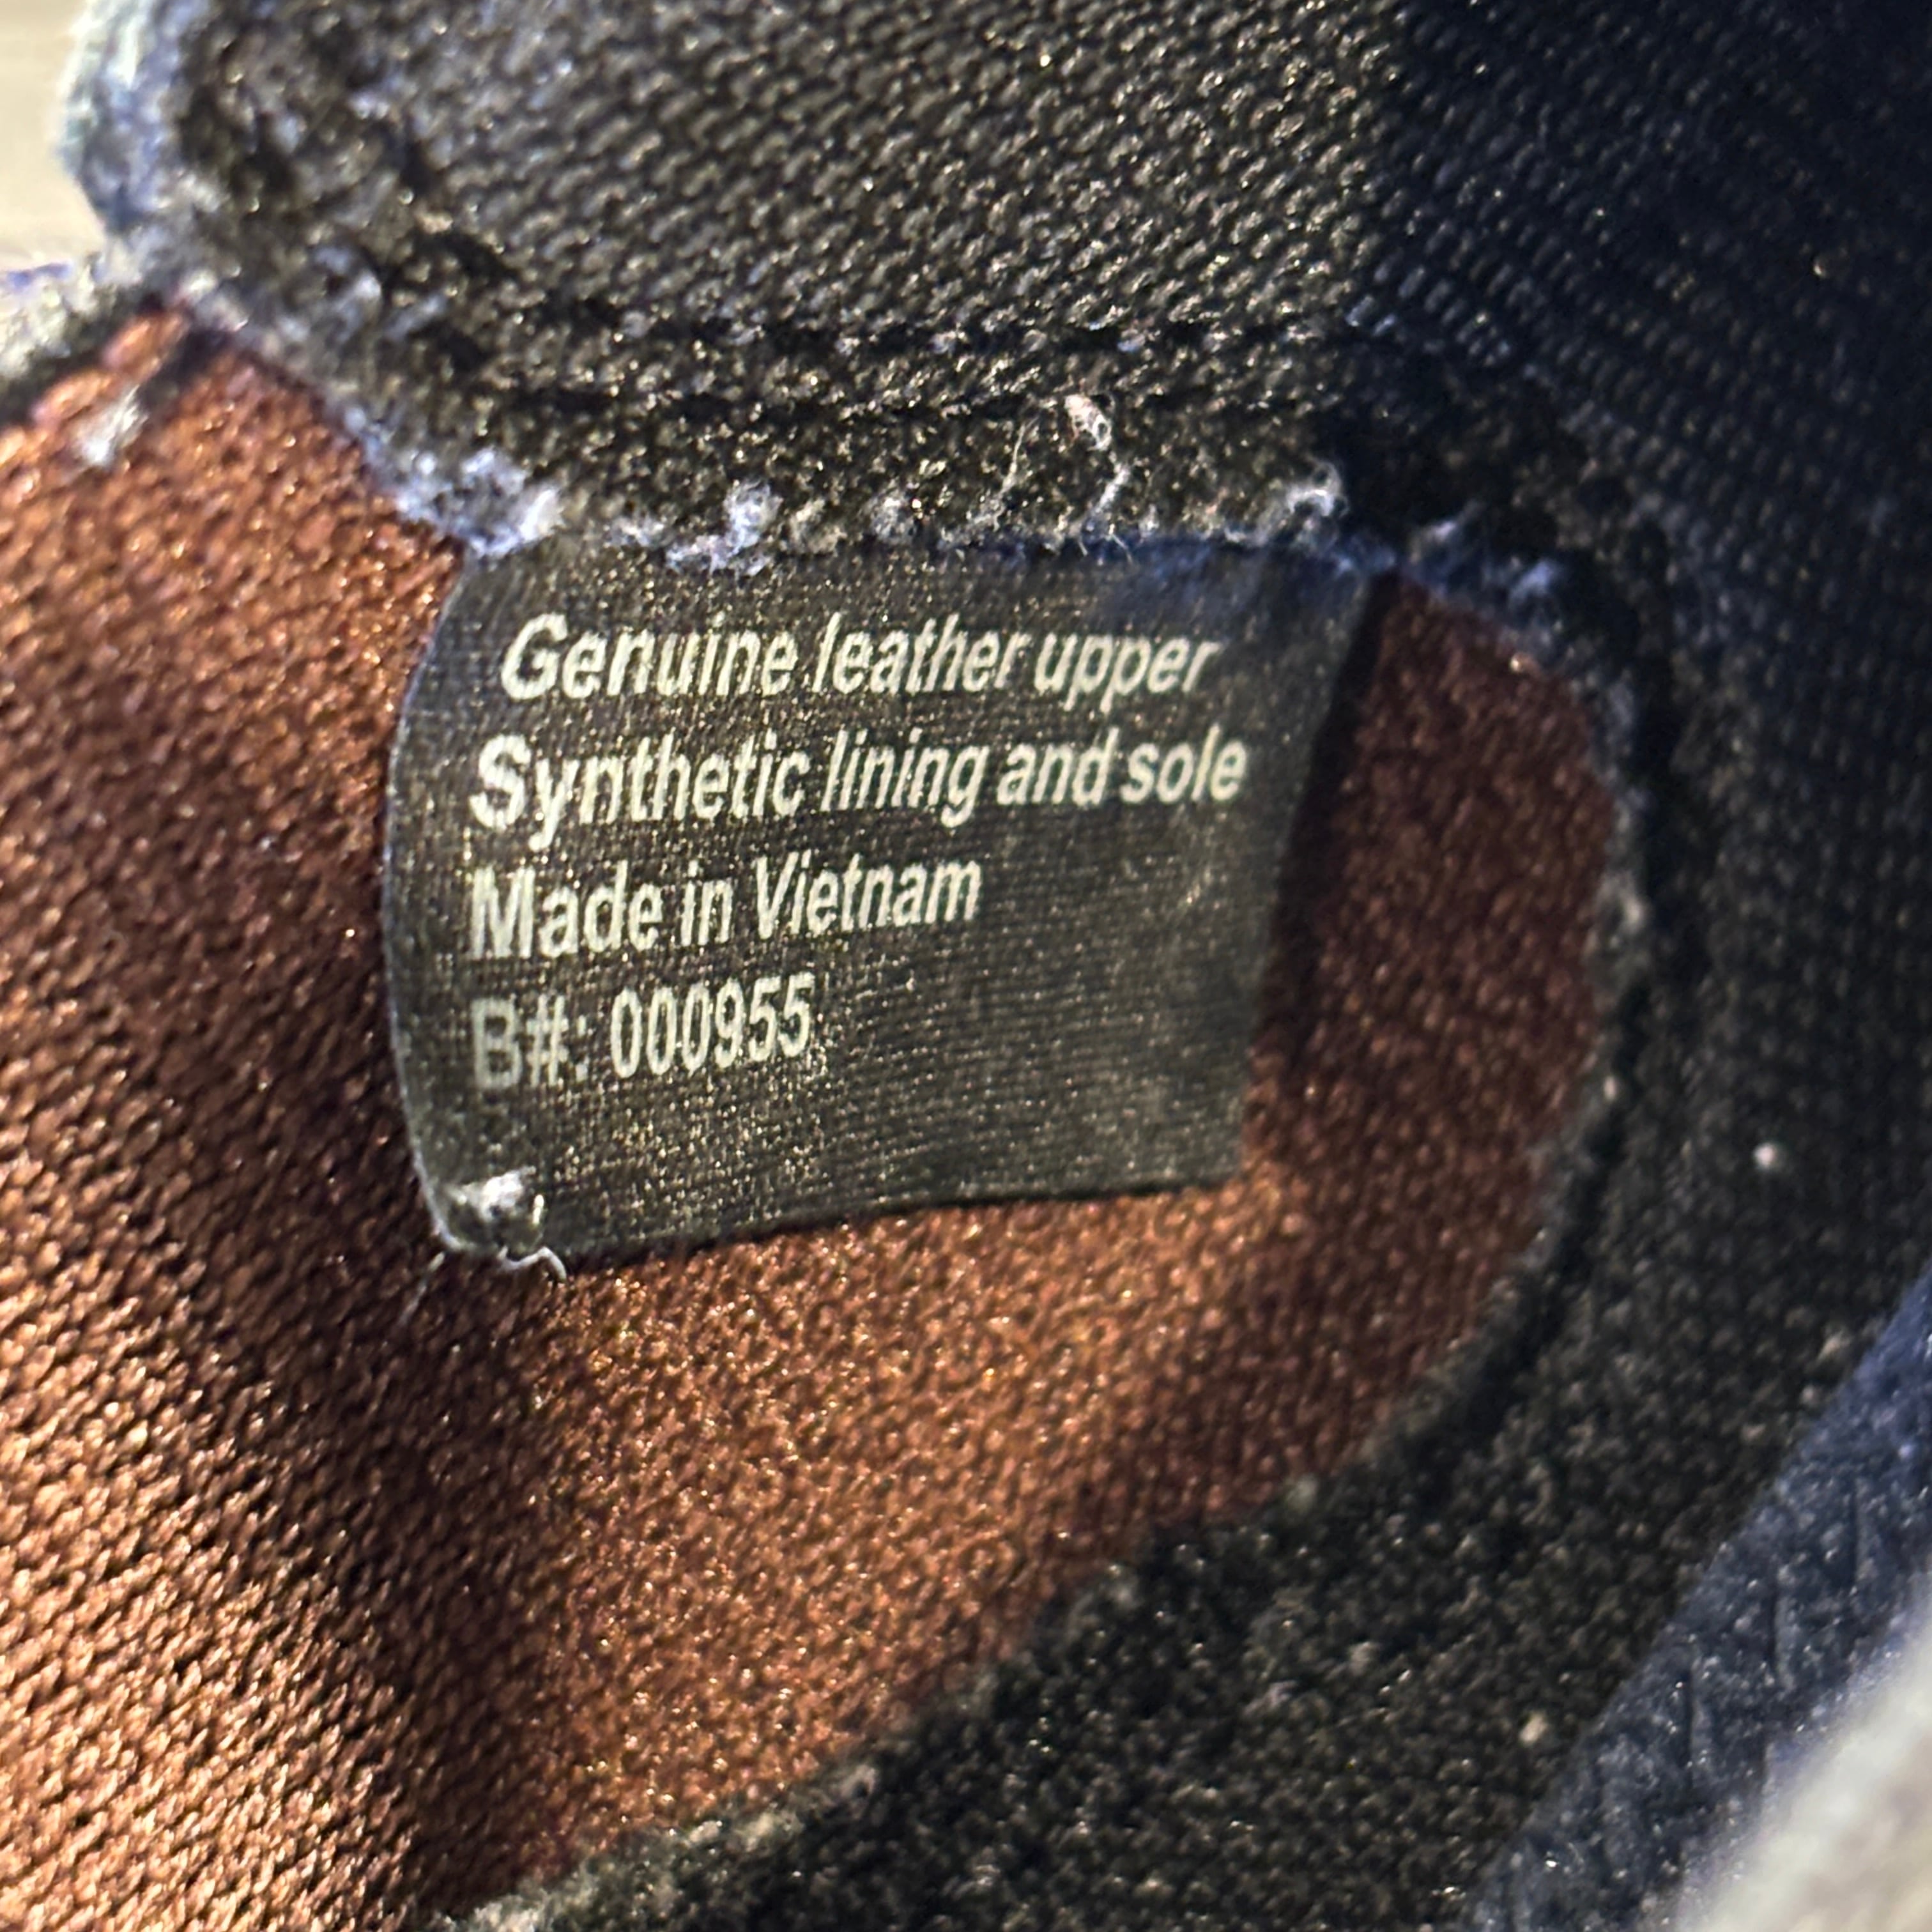 Genuine leather upper
Synthetic lining and sole
Made in Vietnam
B#: 000955